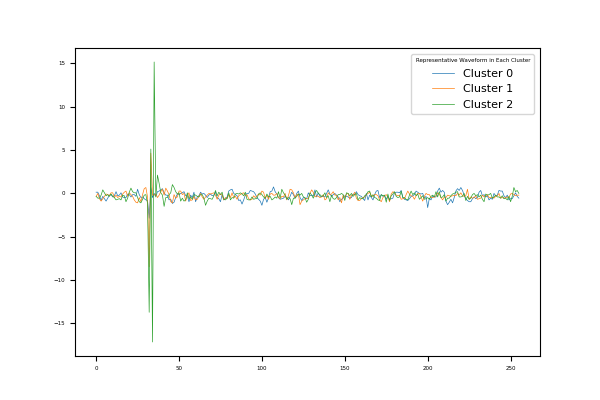 Representative Waveform in Each Cluster
Cluster 0
Cluster 1
Cluster 2
15
10
5
0
−5
−10
−15
0 50 100 150 200 250